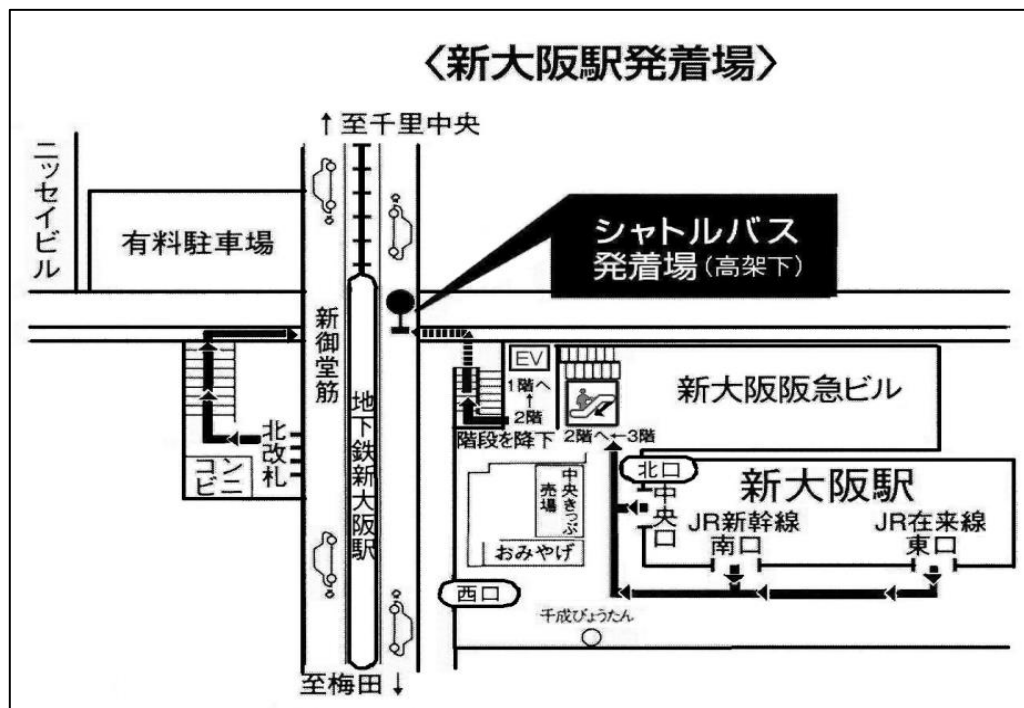 〈新大阪駅発着場〉
↑至千里中央
ニッセイビル
有料駐車場
シャトルバス
発着場(高架下)
新御堂筋
地下鉄新大阪駅
EV
1階へ
↑
2階
階段を降下
2階へ←3階
新大阪阪急ビル
北改札
コンビニ
中央きっぷ
売場
おみやげ
北口
中央口
新大阪駅
JR新幹線
南口
JR在来線
東口
西口
千成びょうたん
至梅田↓